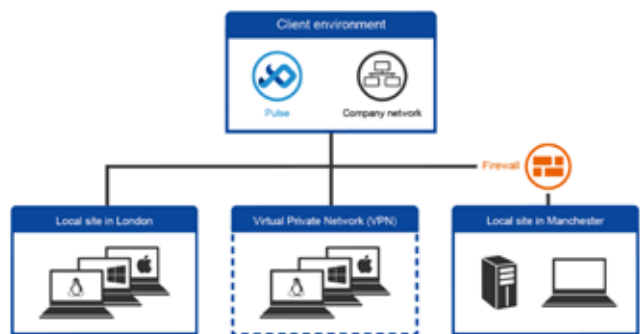 Client environment
Pulse
Company network
Firewall
Local site in London
Virtual Private Network (VPN)
Local site in Manchester